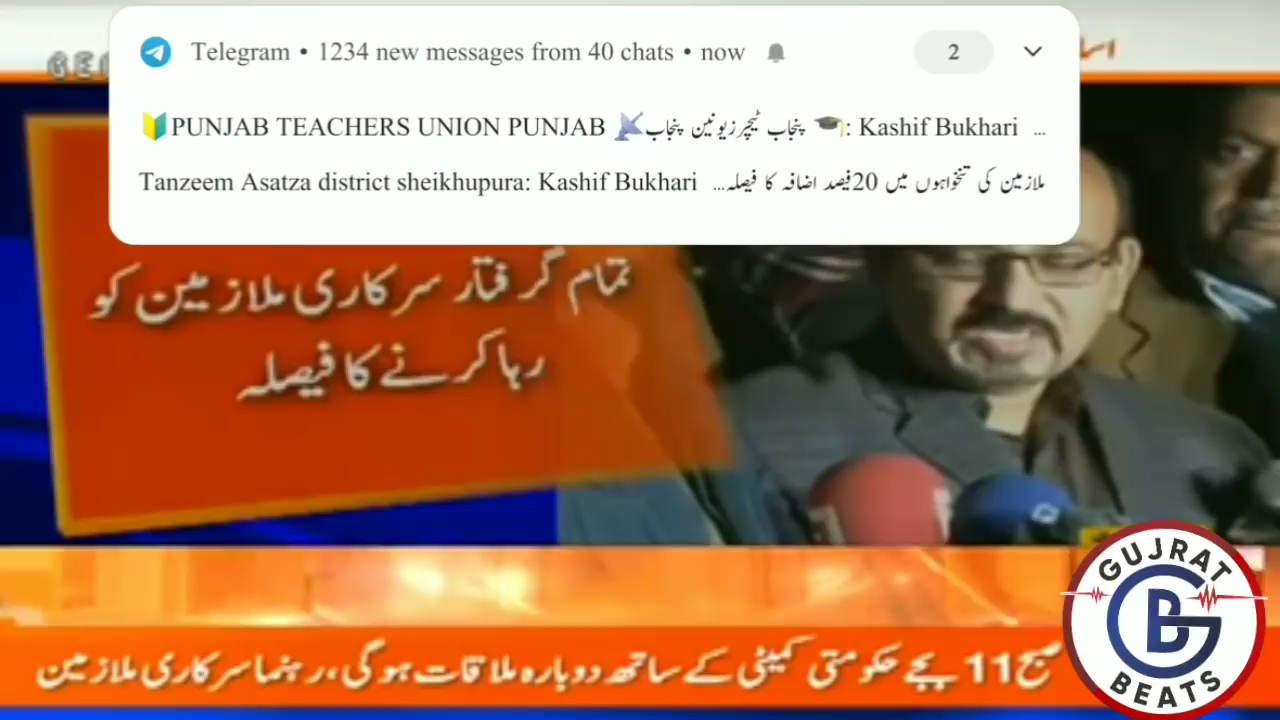 Telegram • 1234 new messages from 40 chats • now 2
🔰PUNJAB TEACHERS UNION PUNJAB 📡پنجاب ٹیچرزیونین پنجاب 🎓: Kashif Bukhari ...
Tanzeem Asatza district sheikhupura: Kashif Bukhari ملازمین کی تنخواہوں میں 20فیصد اضافہ کا فیصلہ...
تمام گرفتار سرکاری ملازمین کو
رہا کرنے کا فیصلہ
صبح 11 بجے حکومتی کمیٹی کے ساتھ دوبارہ ملاقات ہوگی، رہنما سرکاری ملازمین
GUJRAT
GB
BEATS